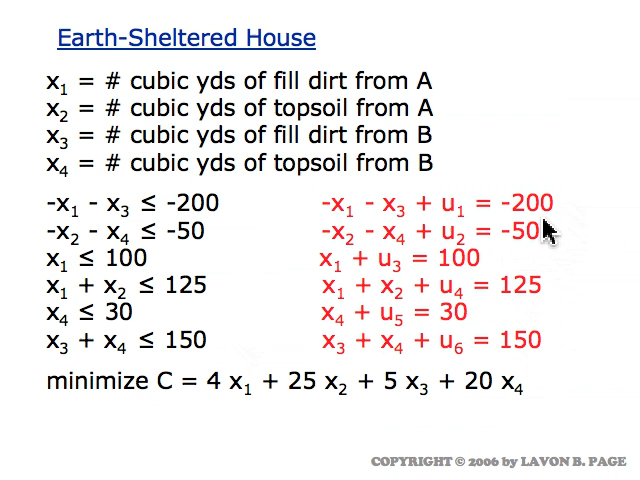 Earth-Sheltered House
x₁ = # cubic yds of fill dirt from A
x₂ = # cubic yds of topsoil from A
x₃ = # cubic yds of fill dirt from B
x₄ = # cubic yds of topsoil from B
-x₁ - x₃ ≤ -200 -x₁ - x₃ + u₁ = -200
-x₂ - x₄ ≤ -50 -x₂ - x₄ + u₂ = -50
x₁ ≤ 100 x₁ + u₃ = 100
x₁ + x₂ ≤ 125 x₁ + x₂ + u₄ = 125
x₄ ≤ 30 x₄ + u₅ = 30
x₃ + x₄ ≤ 150 x₃ + x₄ + u₆ = 150
minimize C = 4 x₁ + 25 x₂ + 5 x₃ + 20 x₄
COPYRIGHT © 2006 by LAVON B. PAGE